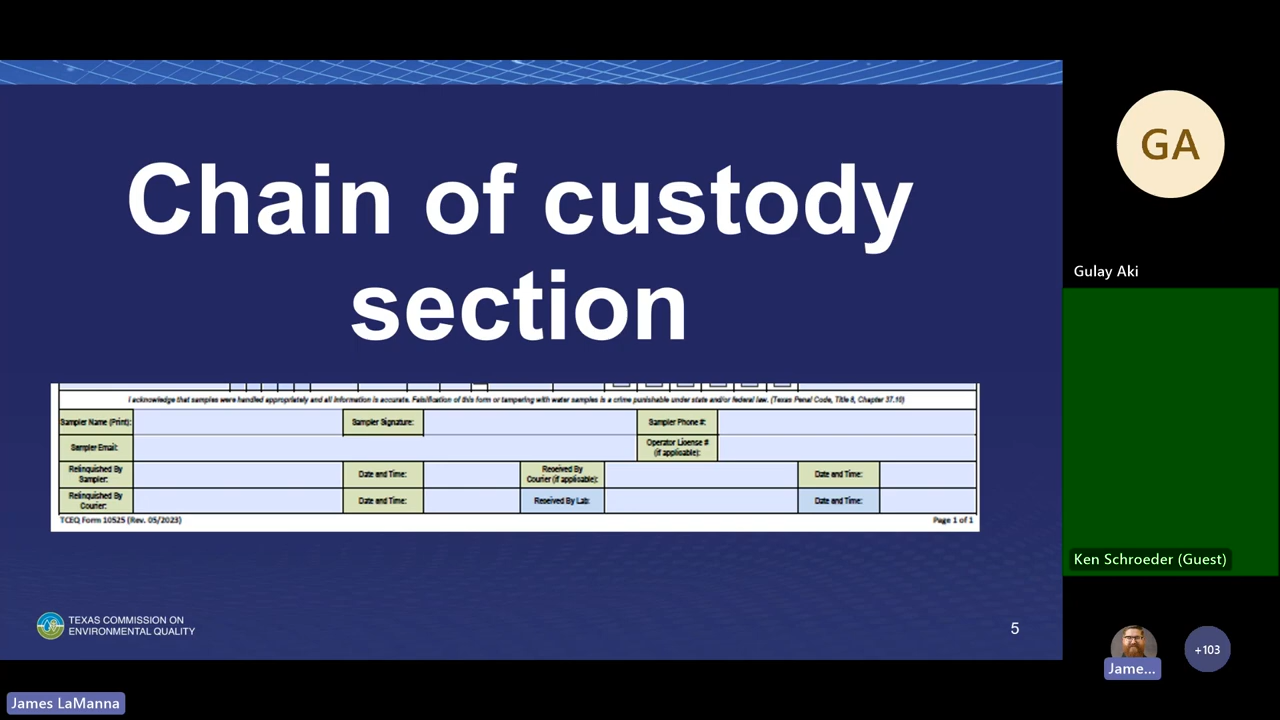 Chain of custody
section
I acknowledge that samples were handled appropriately and all information is accurate. Falsification of this form or tampering with water samples is a crime punishable under state and/or federal law. (Texas Penal Code, Title 8, Chapter 37.10)
Sampler Name (Print): Sampler Signature: Sampler Phone #:
Sampler Email: Operator License #
(if applicable):
Relinquished By
Sampler: Date and Time: Received By
Courier (if applicable): Date and Time:
Relinquished By
Courier: Date and Time: Received By Lab: Date and Time:
TCEQ Form 10525 (Rev. 05/2023) Page 1 of 1
TEXAS COMMISSION ON
ENVIRONMENTAL QUALITY
5
James LaManna
GA
Gulay Aki
Ken Schroeder (Guest)
Jame...
+103